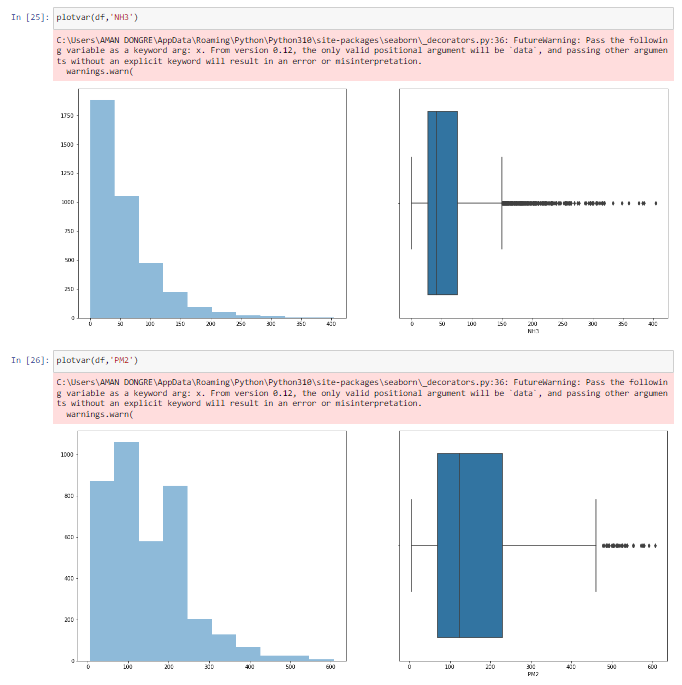 In [25]: plotvar(df,'NH3')
C:\Users\AMAN DONGRE\AppData\Roaming\Python\Python310\site-packages\seaborn\_decorators.py:36: FutureWarning: Pass the followin
g variable as a keyword arg: x. From version 0.12, the only valid positional argument will be `data`, and passing other argumen
ts without an explicit keyword will result in an error or misinterpretation.
warnings.warn(
1750
1500
1250
1000
750
500
250
0
0 50 100 150 200 250 300 350 400
0 50 100 150 200 250 300 350 400
NH3
In [26]: plotvar(df,'PM2')
C:\Users\AMAN DONGRE\AppData\Roaming\Python\Python310\site-packages\seaborn\_decorators.py:36: FutureWarning: Pass the followin
g variable as a keyword arg: x. From version 0.12, the only valid positional argument will be `data`, and passing other argumen
ts without an explicit keyword will result in an error or misinterpretation.
warnings.warn(
1000
800
600
400
200
0
0 100 200 300 400 500 600
0 100 200 300 400 500 600
PM2